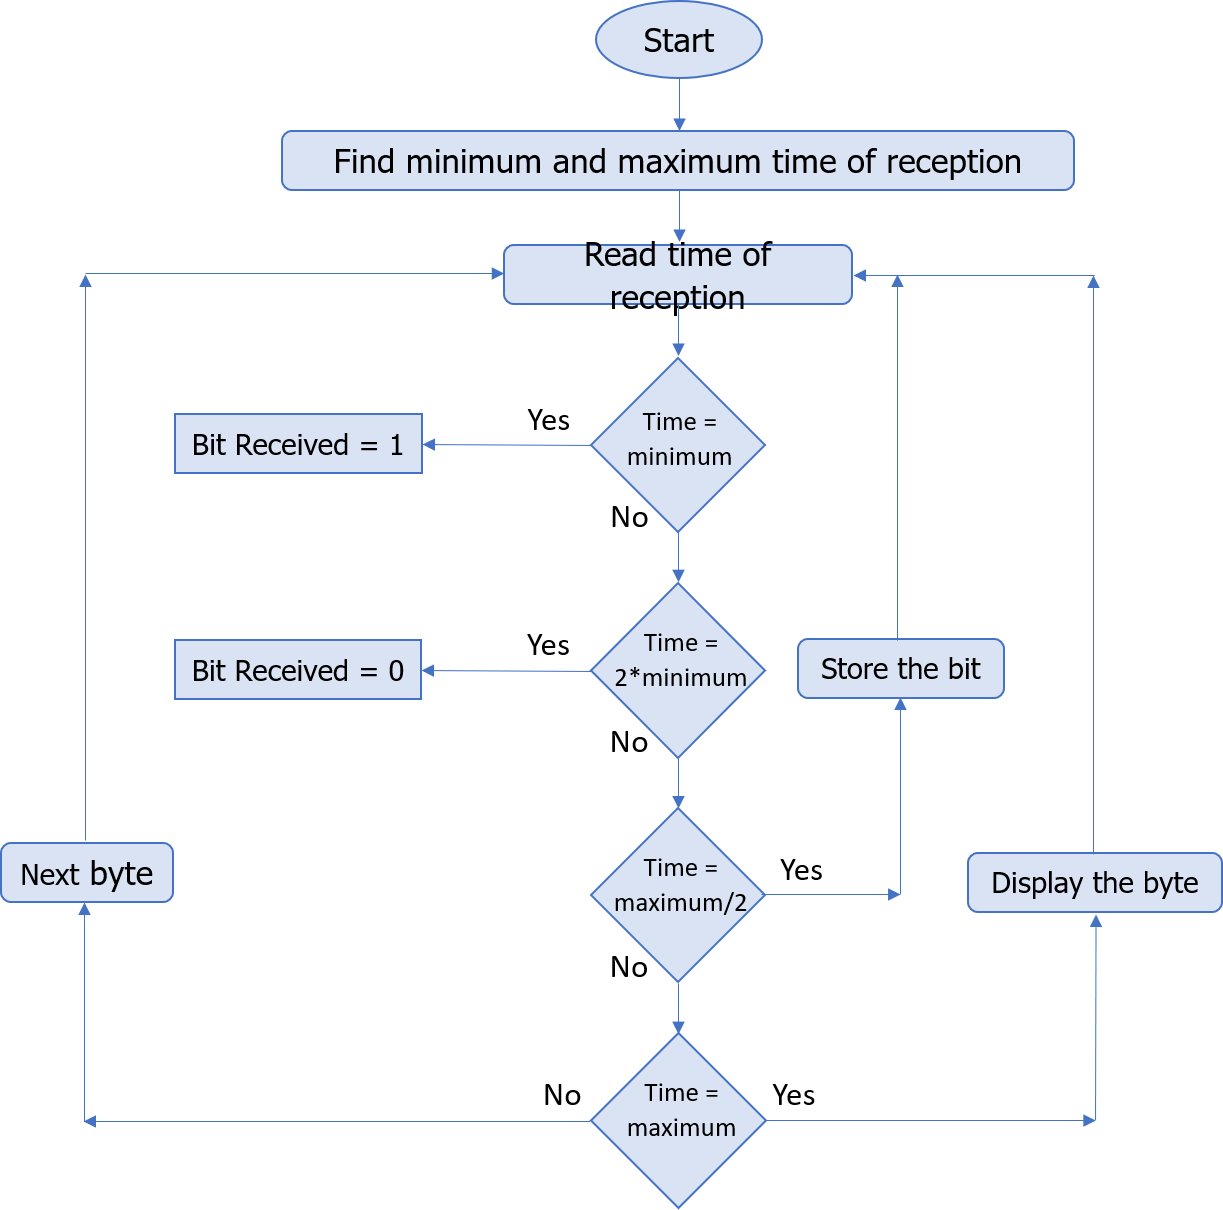 Start
Find minimum and maximum time of reception
Read time of
reception
Yes
Time =
minimum
Bit Received = 1
No
Yes
Time =
2*minimum
Bit Received = 0
Store the bit
No
Time =
maximum/2
Yes
Next byte
Display the byte
No
No
Time =
maximum
Yes